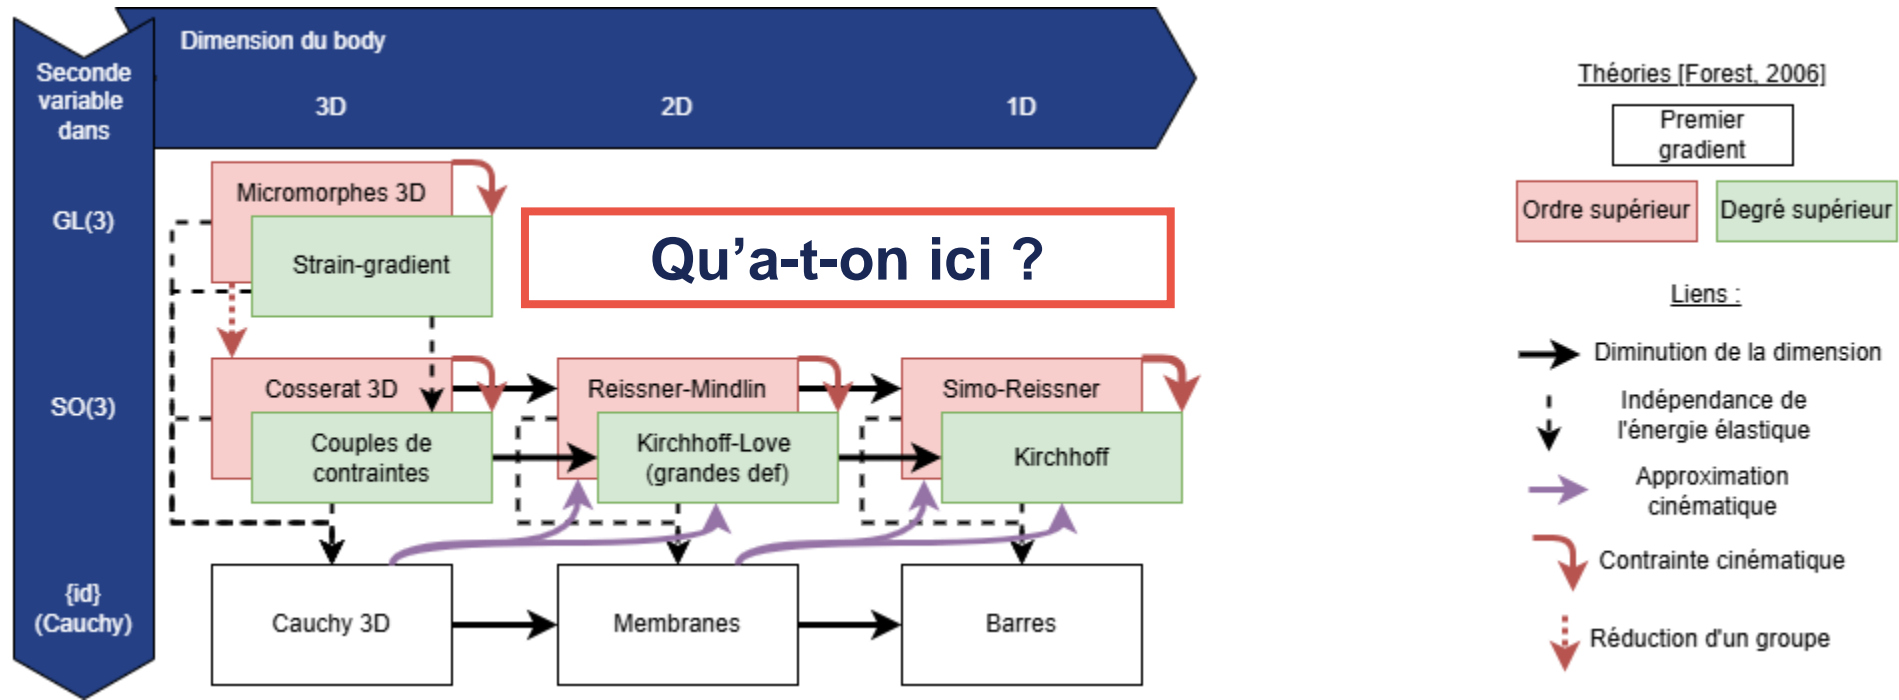 Dimension du body
3D
2D
1D
Seconde
variable
dans
GL(3)
SO(3)
{id}
(Cauchy)
Micromorphes 3D
Strain-gradient
Qu'a-t-on ici ?
Cosserat 3D
Couples de
contraintes
Reissner-Mindlin
Kirchhoff-Love
(grandes def)
Simo-Reissner
Kirchhoff
Cauchy 3D
Membranes
Barres
Théories [Forest, 2006]
Premier
gradient
Ordre supérieur
Degré supérieur
Liens :
Diminution de la dimension
Indépendance de
l'énergie élastique
Approximation
cinématique
Contrainte cinématique
Réduction d'un groupe